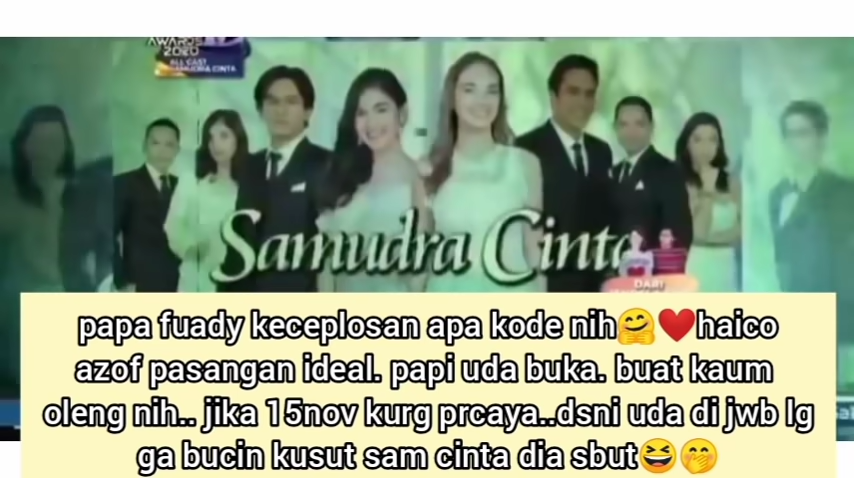 AWARDS
2020
ALL CAST
SAMUDRA CINTA
Samudra Cinta
DARI
papa fuady keceplosan apa kode nih🤗❤️haico
azof pasangan ideal. papi uda buka. buat kaum
oleng nih.. jika 15nov kurg prcaya..dsni uda di jwb lg
ga bucin kusut sam cinta dia sbut😆🤭